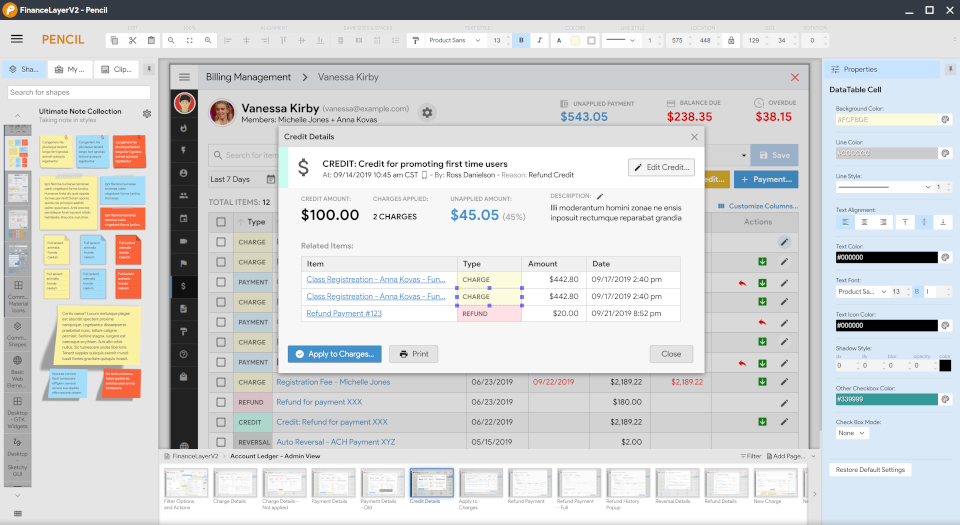 FinanceLayerV2 - Pencil
PENCIL
Product Sans 13 B I A 1 575 448 129 34 0
Sha... My ... Clip...
Search for shapes
Ultimate Note Collection
Taking note in styles
Comm...
Material
Icons
Comm...
Shapes
Basic
Web
Eleme...
Desktop
- GTK
Widgets
Desktop
-
Sketchy
GUI
Billing Management > Vanessa Kirby
Vanessa Kirby (vanessa@example.com)
Members: Michelle Jones + Anna Kovas
UNAPPLIED PAYMENT
$543.05
BALANCE DUE
$238.35
OVERDUE
$38.15
Search for item
Save
Last 7 Days
dit...
+ Payment...
TOTAL ITEMS: 12
Customize Columns...
Type
Actions
CHARGE
CHARGE
PAYMENT
CHARGE
PAYMENT
CHARGE
PAYMENT
Credit Details
CREDIT: Credit for promoting first time users
At: 09/14/2019 10:45 am CST - By: Ross Danielson - Reason: Refund Credit
Edit Credit...
CREDIT AMOUNT:
$100.00
CHARGES APPLIED:
2 CHARGES
UNAPPLIED AMOUNT:
$45.05 (45%)
DESCRIPTION:
Illi moderantum homini zonae ne ensis
inposuit rectumque reparabat grandia
Related Items:
Item Type Amount Date
Class Registreation - Anna Kovas - Fun... CHARGE $442.80 09/17/2019 2:40 pm
Class Registreation - Anna Kovas - Fun... CHARGE $442.80 09/17/2019 2:40 pm
Refund Payment #123 REFUND $20.00 09/21/2019 8:52 pm
Apply to Charges...
Print
Close
CHARGE Registration Fee - Michelle Jones 06/23/2019 09/22/2019 $2,189.22 $2,189.22
REFUND Refund for payment XXX 06/23/2019 $180.00
CREDIT Credit: Refund for payment XXX 06/23/2019 $2,189.22
REVERSAL Auto Reversal - ACH Payment XYZ 05/15/2019 $2.00
FinanceLayerV2 > Account Ledger - Admin View
Filter Add Page...
Filter Options
and Actions
Charge Details
Charge Details -
Not applied
Payment Details
Payment Details
- Old
Credit Details
Apply to
Charges
Refund Payment
Refund Payment
- Full
Refund History
Popup
Reversal Details
Refund Details
New Charge
Properties
DataTable Cell
Background Color:
Line Color:
Line Style:
1
Text Alignment:
Text Color:
#000000
Text Font:
Product Sa... 13 B I
Text Icon Color:
#000000
Shadow Style:
dx dy blur opacity
0 0 0 0
Other Checkbox Color:
#339999
Check Box Mode:
None
Restore Default Settings